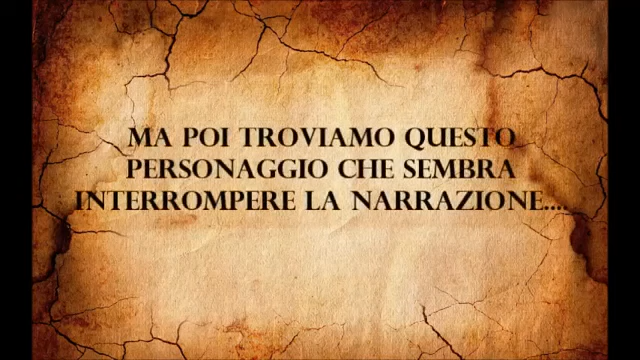 MA POI TROVIAMO QUESTO
PERSONAGGIO CHE SEMBRA
INTERROMPERE LA NARRAZIONE....